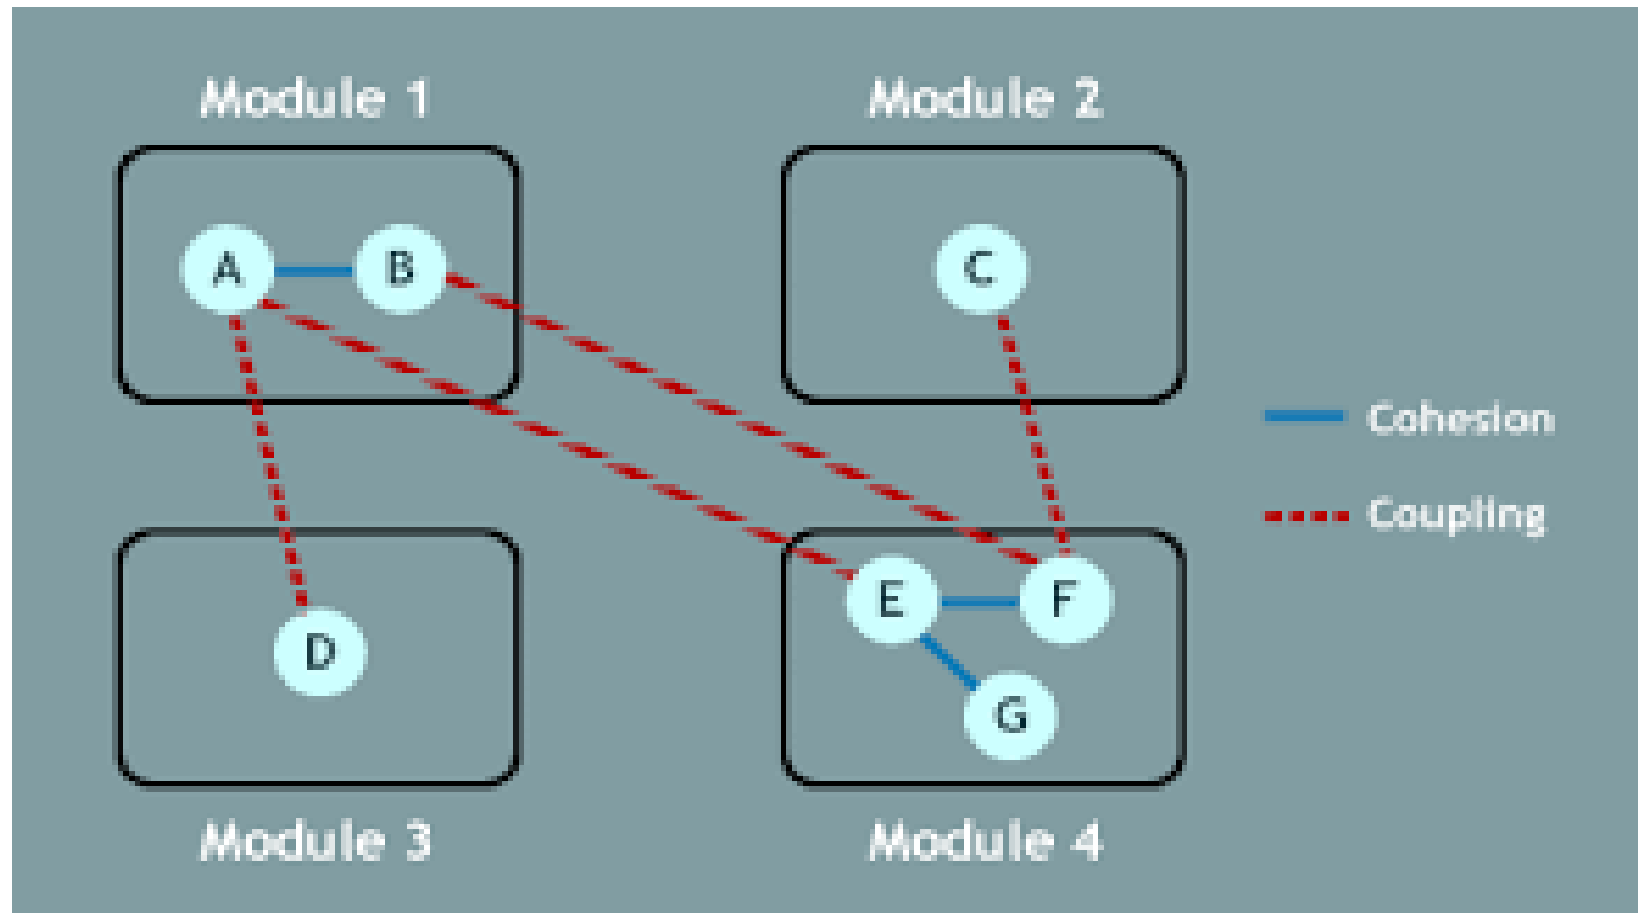 Module 1
Module 2
A
B
C
Cohesion
Coupling
E
F
D
G
Module 3
Module 4